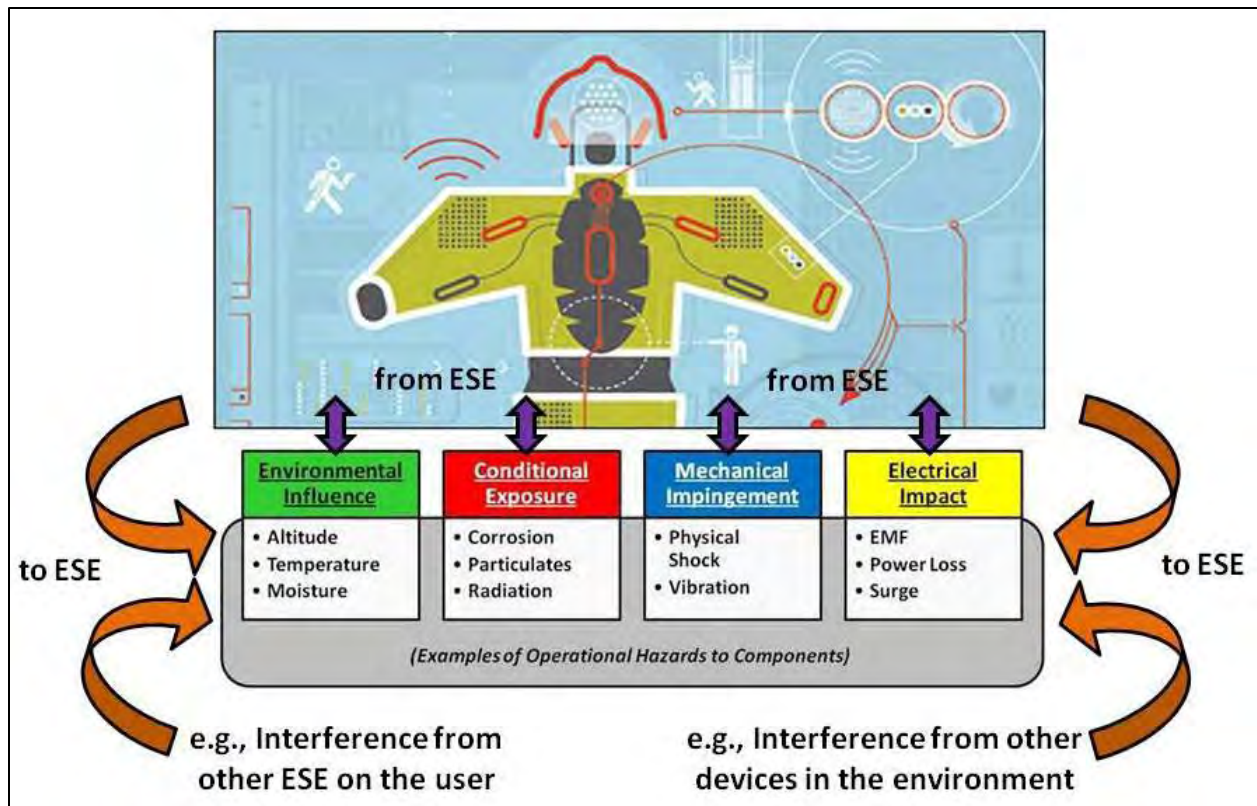 from ESE
from ESE
Environmental
Influence
• Altitude
• Temperature
• Moisture
Conditional
Exposure
• Corrosion
• Particulates
• Radiation
Mechanical
Impingement
• Physical
Shock
• Vibration
Electrical
Impact
• EMF
• Power Loss
• Surge
to ESE
to ESE
(Examples of Operational Hazards to Components)
e.g., Interference from
other ESE on the user
e.g., Interference from other
devices in the environment